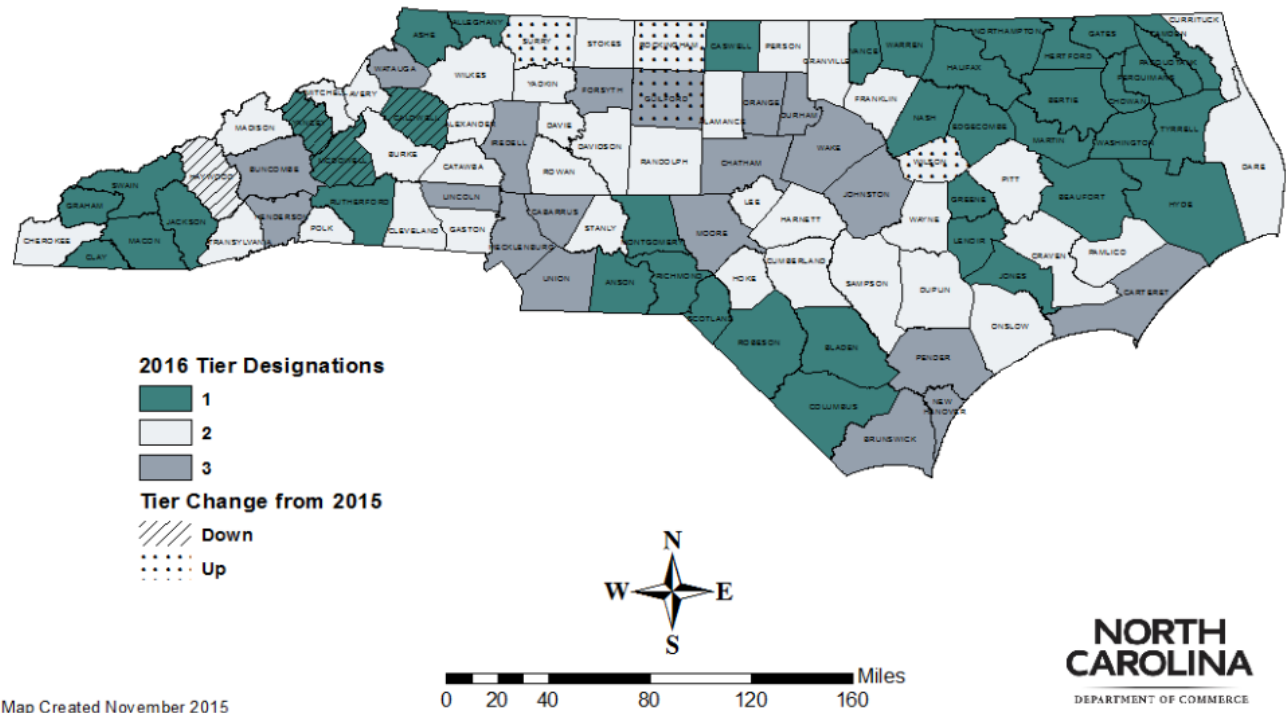 CURRITUCK
ALLEGHANY
ASHE
SURRY
STOKES
ROCKINGHAM
CASWELL
PERSON
GRANVILLE
VANCE
WARREN
NORTHAMPTON
GATES
CAMDEN
HERTFORD
PASQUOTANK
PERQUIMANS
WATAUGA
WILKES
YADKIN
FORSYTH
GUILFORD
ALAMANCE
ORANGE
DURHAM
FRANKLIN
HALIFAX
BERTIE
CHOWAN
MITCHELL
AVERY
MADISON
YANCEY
CALDWELL
ALEXANDER
IREDELL
DAVIE
DAVIDSON
RANDOLPH
CHATHAM
WAKE
NASH
EDGECOMBE
MARTIN
WASHINGTON
TYRRELL
DARE
HAYWOOD
BUNCOMBE
MCDOWELL
BURKE
CATAWBA
ROWAN
JOHNSTON
WILSON
PITT
BEAUFORT
HYDE
SWAIN
GRAHAM
JACKSON
HENDERSON
RUTHERFORD
LINCOLN
CABARRUS
STANLY
MONTGOMERY
MOORE
LEE
HARNETT
WAYNE
GREENE
LENOIR
CRAVEN
PAMLICO
CHEROKEE
MACON
CLAY
TRANSYLVANIA
POLK
CLEVELAND
GASTON
MECKLENBURG
UNION
ANSON
RICHMOND
HOKE
CUMBERLAND
SAMPSON
DUPLIN
JONES
CARTERET
SCOTLAND
ROBESON
BLADEN
ONSLOW
PENDER
COLUMBUS
NEW
HANOVER
BRUNSWICK
2016 Tier Designations
1
2
3
Tier Change from 2015
Down
Up
N
W E
S
Miles
0 20 40 80 120 160
NORTH
CAROLINA
DEPARTMENT OF COMMERCE
Map Created November 2015